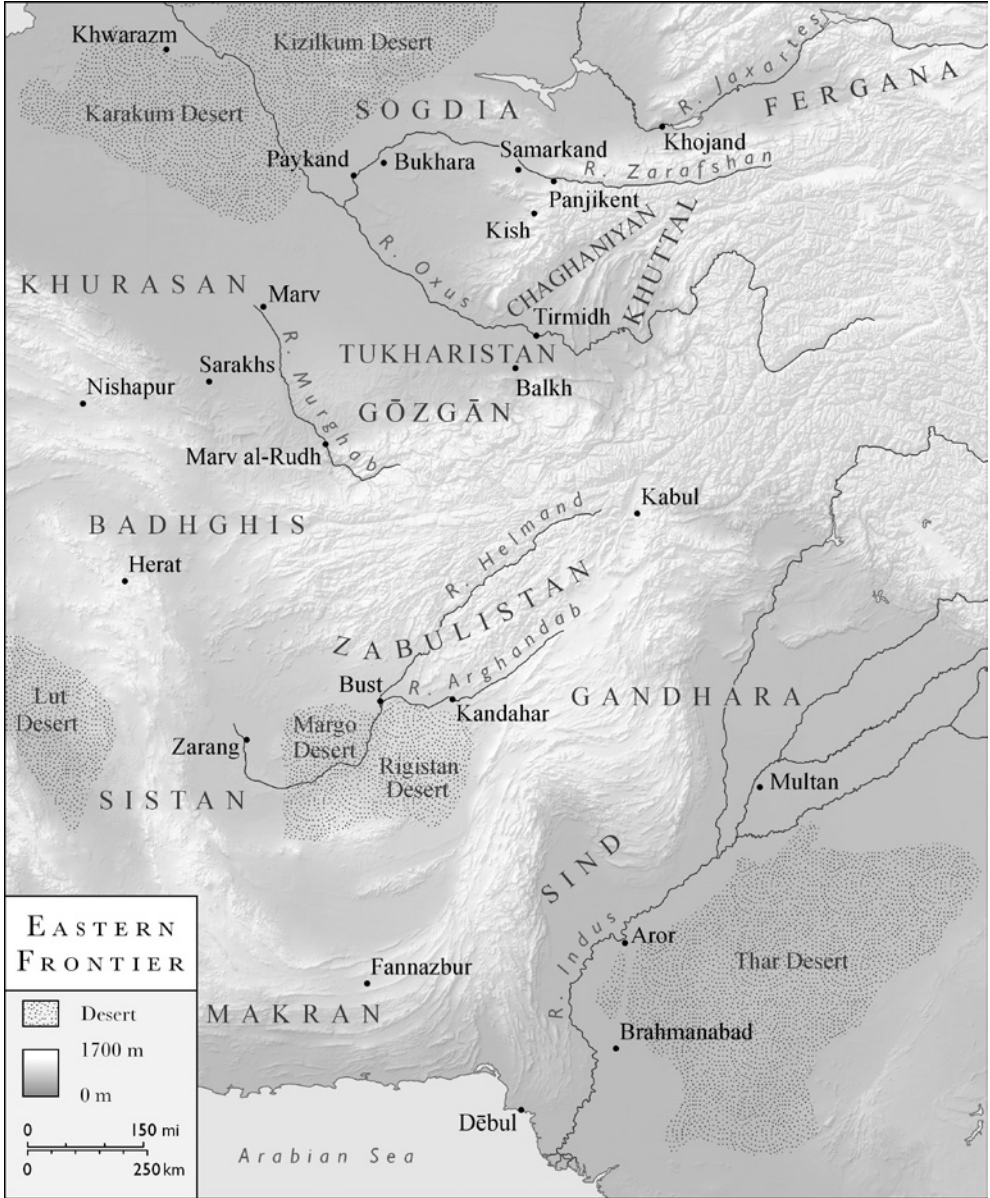 Khwarazm
Kizilkum Desert
Karakum Desert
SOGDIA
R. Jaxartes
FERGANA
Khojand
Paykand
Bukhara
Samarkand
R. Zarafshan
Panjikent
Kish
CHAGHANIYAN
KHUTTAL
R. Oxus
KHURASAN
Marv
Tirmidh
TUKHARISTAN
Sarakhs
Balkh
Nishapur
R. Murghab
GŌZGĀN
Marv al-Rudh
Kabul
BADHGHIS
R. Helmand
Herat
ZABULISTAN
R. Arghandab
Bust
Kandahar
GANDHARA
Lut
Desert
Margo
Desert
Zarang
Rigistan
Desert
Multan
SISTAN
SIND
R. Indus
Aror
Thar Desert
Fannazbur
MAKRAN
Brahmanabad
Dēbul
Arabian Sea
EASTERN
FRONTIER
Desert
1700 m
0 m
0 150 mi
0 250 km